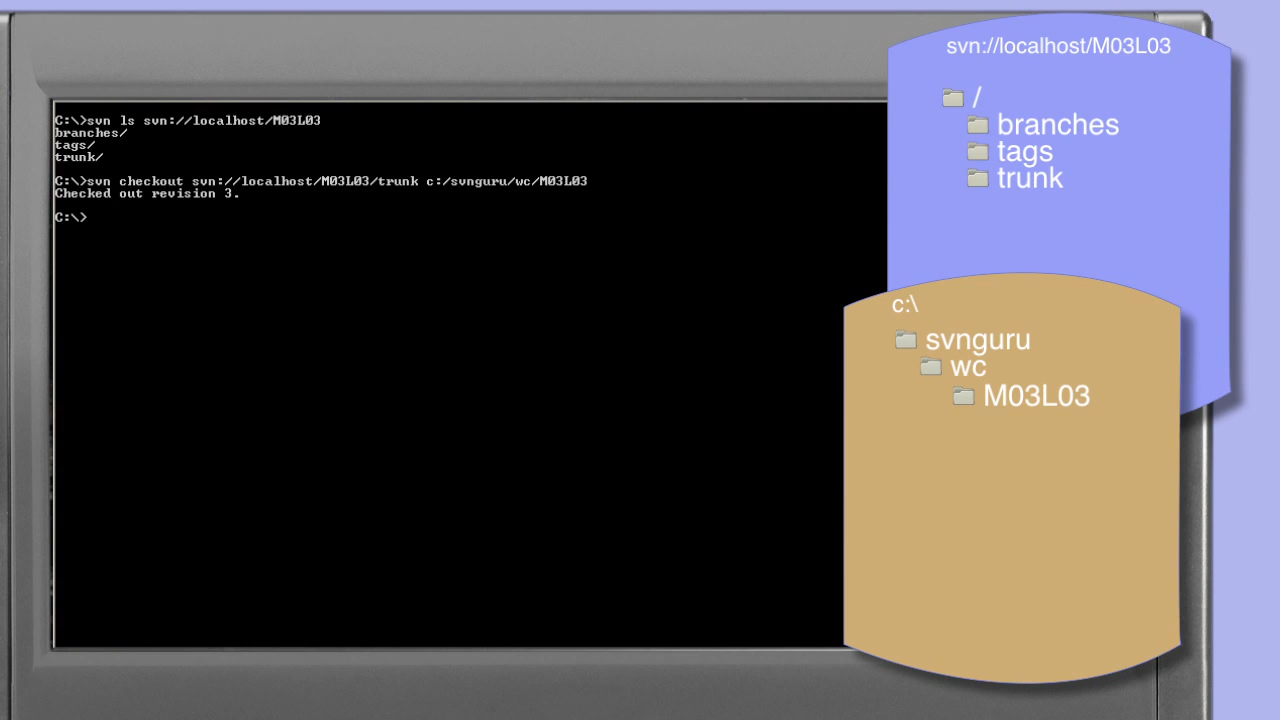 C:\>svn ls svn://localhost/M03L03
branches/
tags/
trunk/
C:\>svn checkout svn://localhost/M03L03/trunk c:/svnguru/wc/M03L03
Checked out revision 3.
C:\>
svn://localhost/M03L03
/
branches
tags
trunk
c:\
svnguru
wc
M03L03